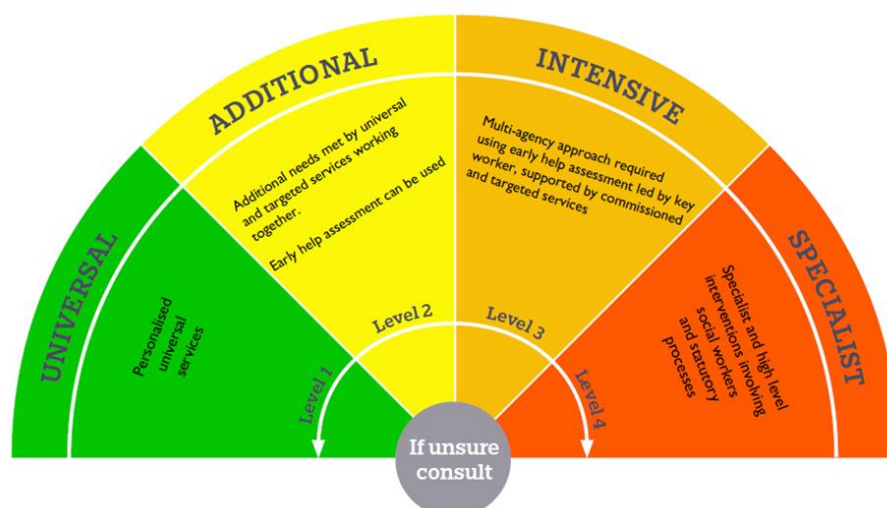 UNIVERSAL
Personalised
universal
services
Level 1
ADDITIONAL
Additional needs met by universal
and targeted services working
together.
Early help assessment can be used
Level 2
INTENSIVE
Multi-agency approach required
using early help assessment led by key
worker, supported by commissioned
and targeted services
Level 3
SPECIALIST
Specialist and high level
interventions involving
social workers
and statutory
processes
Level 4
If unsure
consult